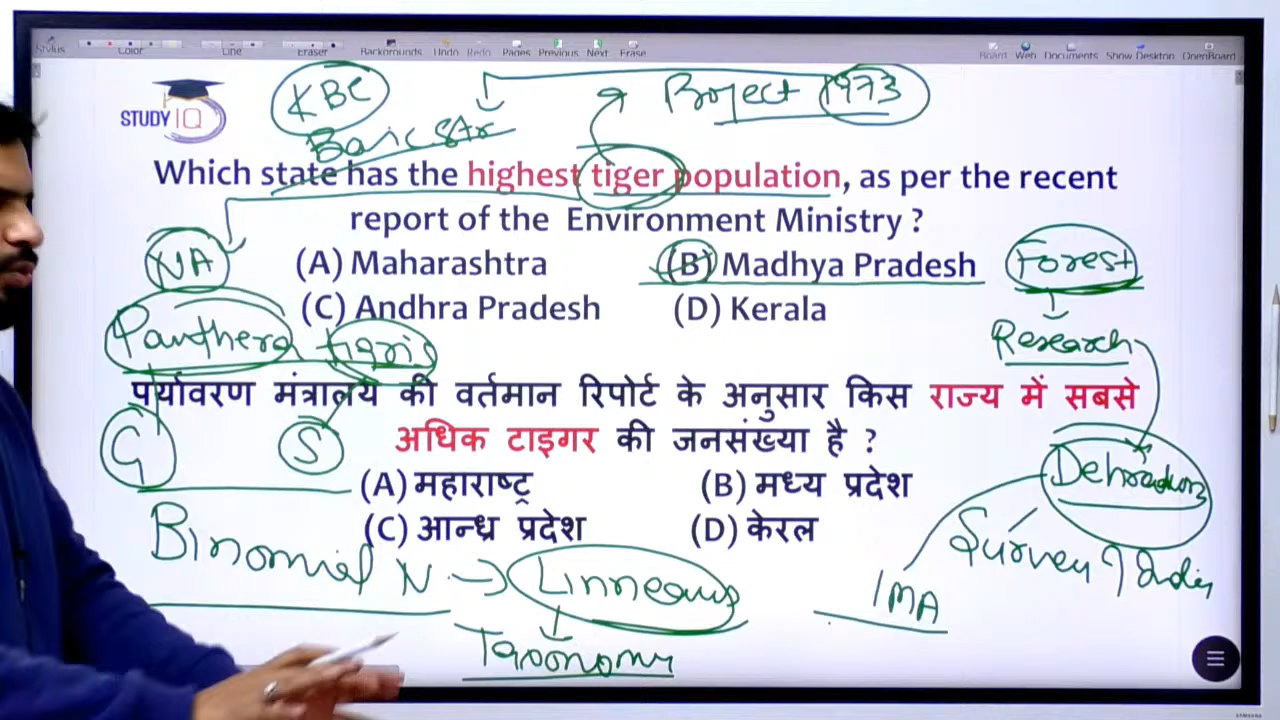 Stylus Color Line Eraser Backgrounds Undo Redo Pages Previous Next Erase Board Web Documents Show Desktop OpenBoard
KBC
Project 1973
STUDY IQ
Basic Str
Which state has the highest tiger population, as per the recent
report of the Environment Ministry ?
NA
(A) Maharashtra (B) Madhya Pradesh
Forest
(C) Andhra Pradesh (D) Kerala
Panthera tigris
Research
पर्यावरण मंत्रालय की वर्तमान रिपोर्ट के अनुसार किस राज्य में सबसे
अधिक टाइगर की जनसंख्या है ?
G S
Dehradun
(A) महाराष्ट्र (B) मध्य प्रदेश
(C) आन्ध्र प्रदेश (D) केरल
Survey of India
Binomial N → Linneaus
IMA
Taxonomy